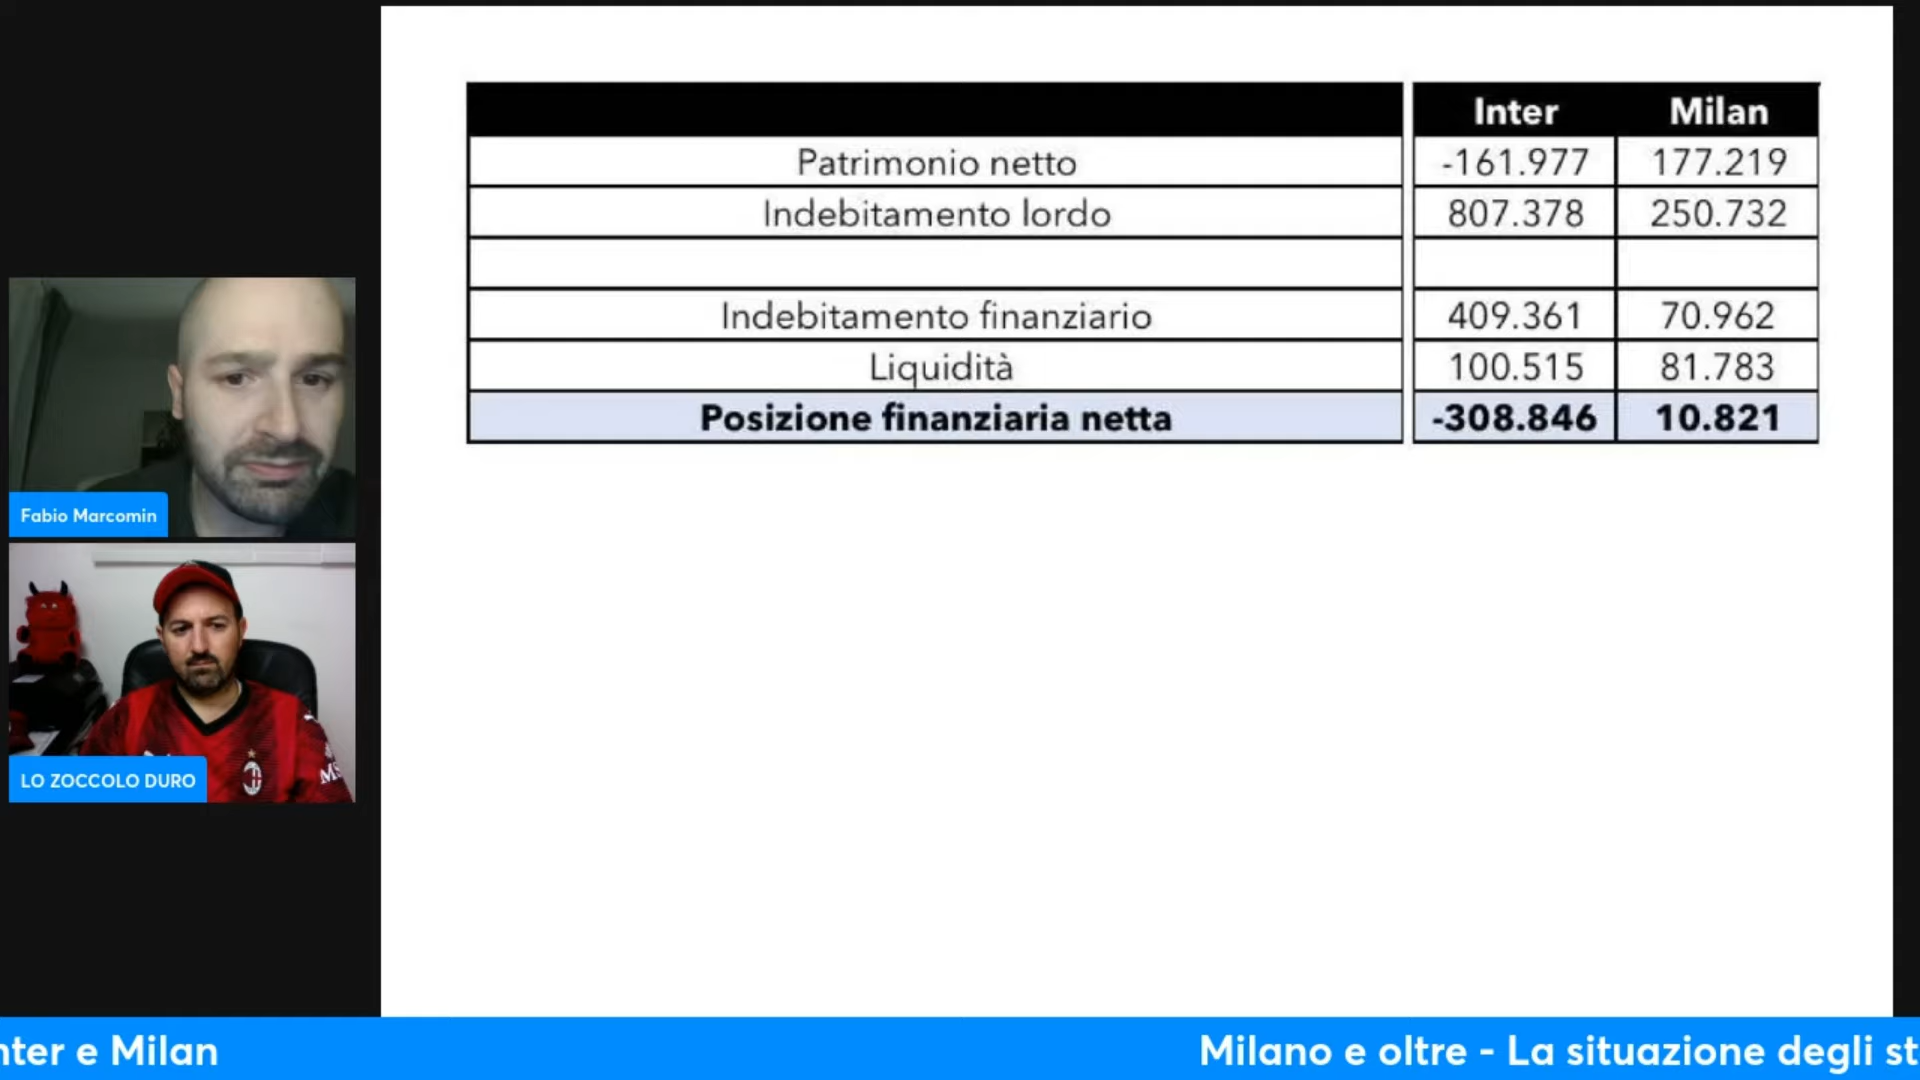 Inter Milan
Patrimonio netto -161.977 177.219
Indebitamento lordo 807.378 250.732
Indebitamento finanziario 409.361 70.962
Liquidità 100.515 81.783
Posizione finanziaria netta -308.846 10.821
Fabio Marcomin
LO ZOCCOLO DURO
nter e Milan
Milano e oltre - La situazione degli st